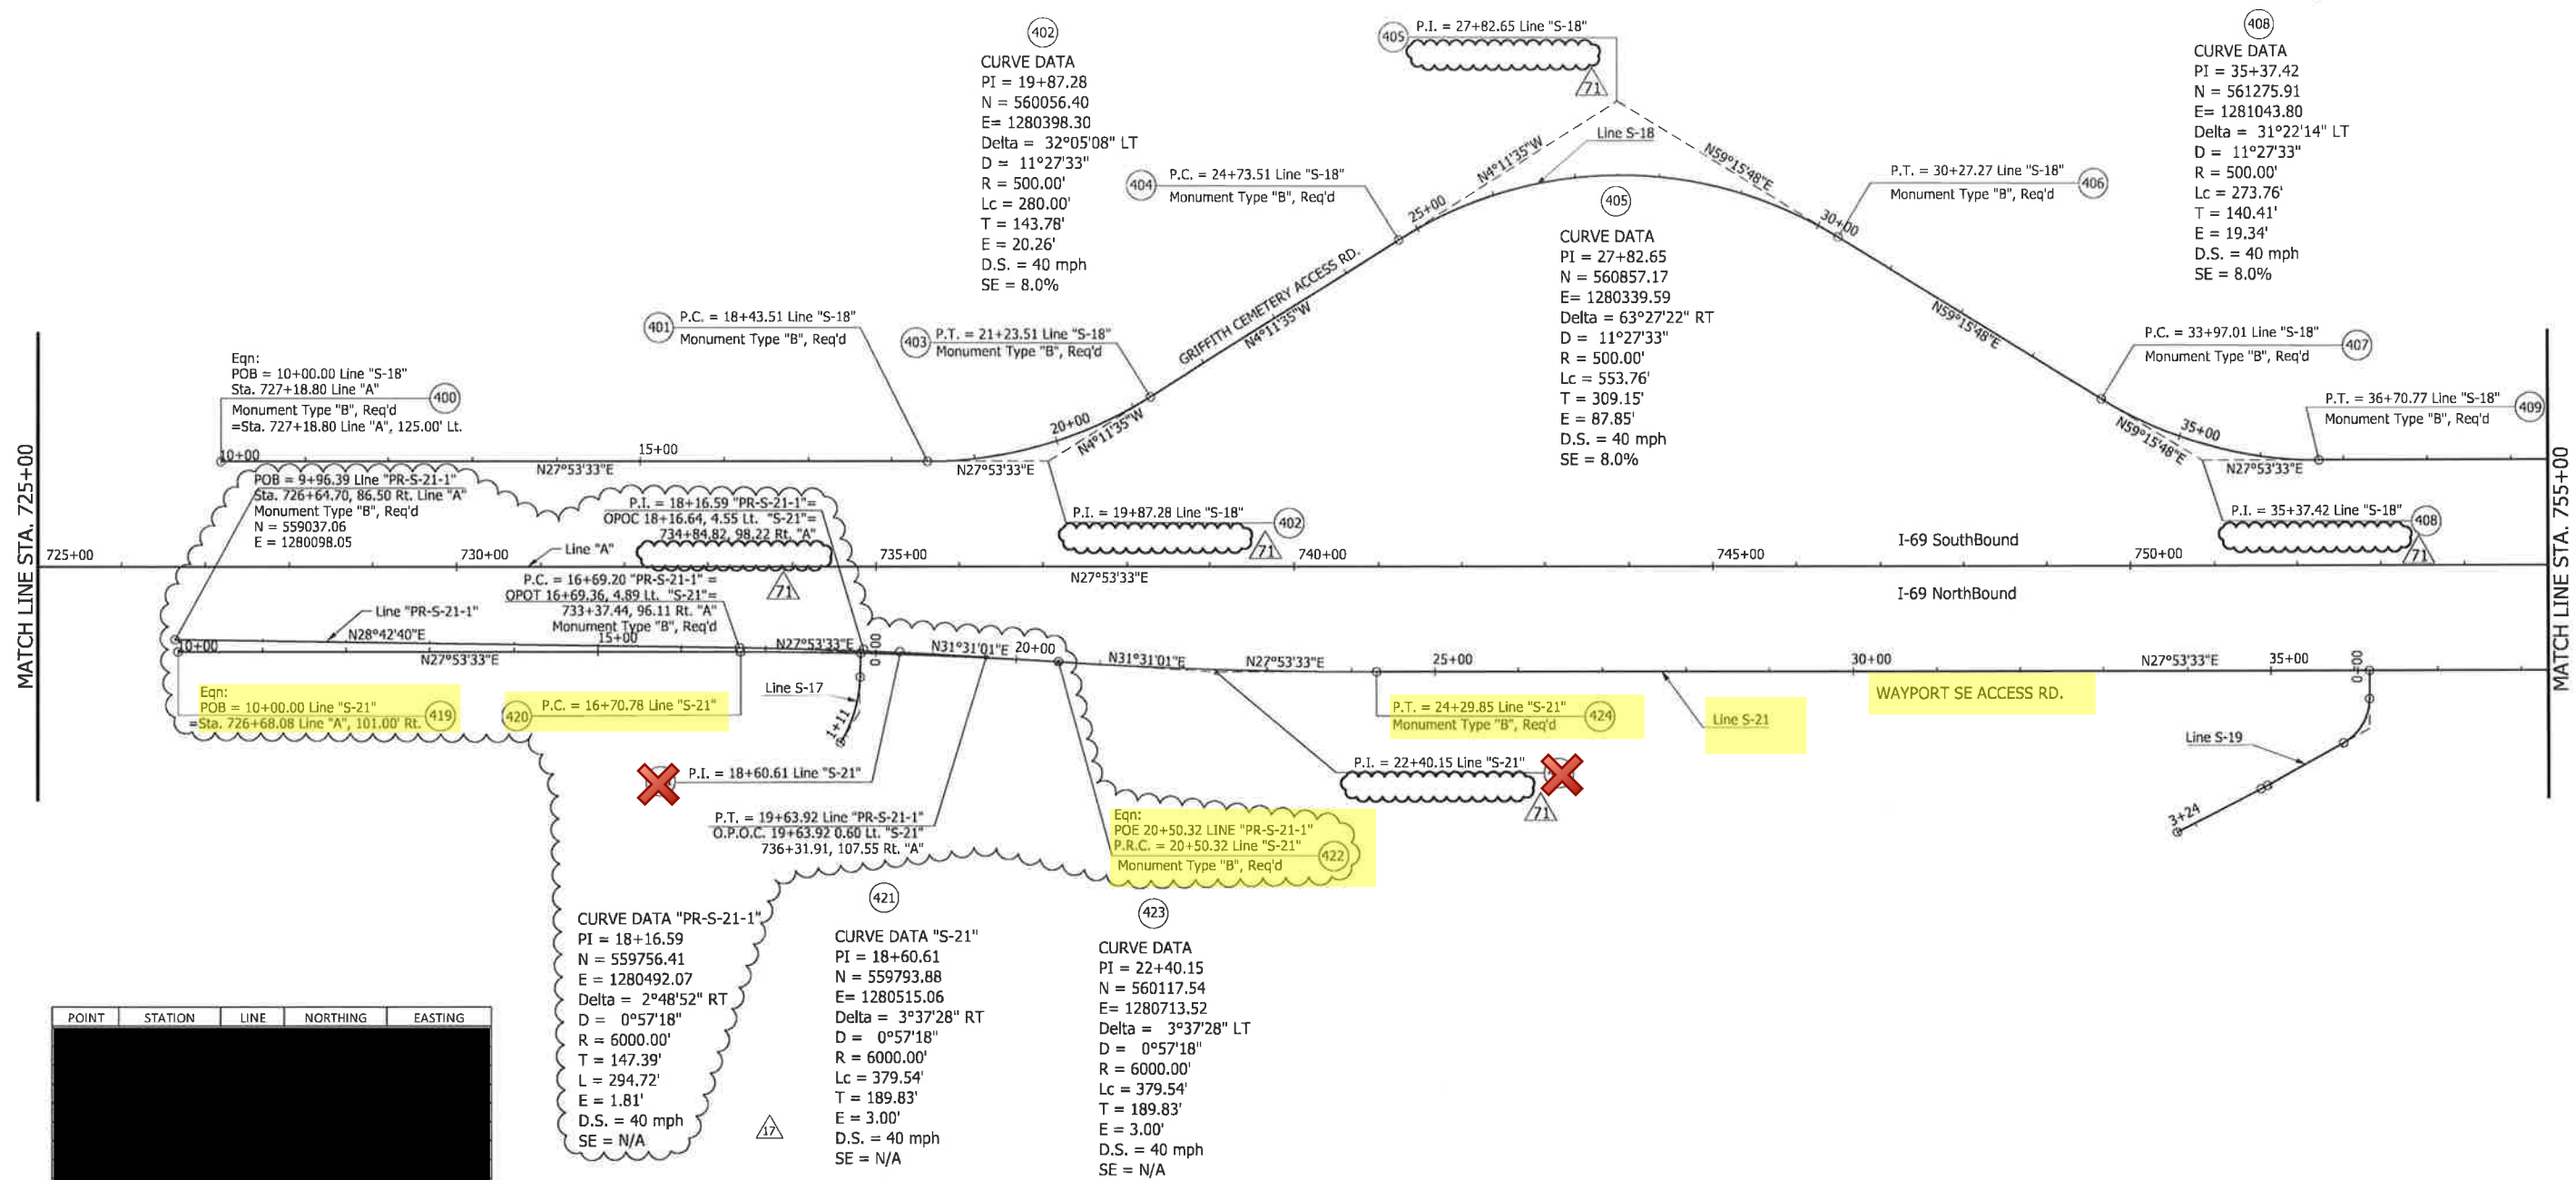 402
CURVE DATA
PI = 19+87.28
N = 560056.40
E= 1280398.30
Delta = 32°05'08" LT
D = 11°27'33"
R = 500.00'
Lc = 280.00'
T = 143.78'
E = 20.26'
D.S. = 40 mph
SE = 8.0%
405
P.I. = 27+82.65 Line "S-18"
71
408
CURVE DATA
PI = 35+37.42
N = 561275.91
E= 1281043.80
Delta = 31°22'14" LT
D = 11°27'33"
R = 500.00'
Lc = 273.76'
T = 140.41'
E = 19.34'
D.S. = 40 mph
SE = 8.0%
Line S-18
N4°11'35"W
N59°15'48"E
404
P.C. = 24+73.51 Line "S-18"
Monument Type "B", Req'd
P.T. = 30+27.27 Line "S-18"
Monument Type "B", Req'd
406
25+00
30+00
405
CURVE DATA
PI = 27+82.65
N = 560857.17
E= 1280339.59
Delta = 63°27'22" RT
D = 11°27'33"
R = 500.00'
Lc = 553.76'
T = 309.15'
E = 87.85'
D.S. = 40 mph
SE = 8.0%
GRIFFITH CEMETERY ACCESS RD.
N4°11'35"W
N59°15'48"E
401
P.C. = 18+43.51 Line "S-18"
Monument Type "B", Req'd
403
P.T. = 21+23.51 Line "S-18"
Monument Type "B", Req'd
P.C. = 33+97.01 Line "S-18"
Monument Type "B", Req'd
407
P.T. = 36+70.77 Line "S-18"
Monument Type "B", Req'd
409
Eqn:
POB = 10+00.00 Line "S-18"
Sta. 727+18.80 Line "A"
Monument Type "B", Req'd
=Sta. 727+18.80 Line "A", 125.00' Lt.
400
10+00
15+00
20+00
35+00
N27°53'33"E
N27°53'33"E
N4°11'35"W
N59°15'48"E
N27°53'33"E
MATCH LINE STA. 725+00
MATCH LINE STA. 755+00
POB = 9+96.39 Line "PR-S-21-1"
Sta. 726+64.70, 86.50 Rt. Line "A"
Monument Type "B", Req'd
N = 559037.06
E = 1280098.05
P.I. = 18+16.59 "PR-S-21-1"=
OPOC 18+16.64, 4.55 Lt. "S-21"=
734+84.82, 98.22 Rt. "A"
71
P.I. = 19+87.28 Line "S-18"
402
71
P.I. = 35+37.42 Line "S-18"
408
71
725+00
730+00
Line "A"
735+00
740+00
745+00
750+00
N27°53'33"E
I-69 SouthBound
I-69 NorthBound
P.C. = 16+69.20 "PR-S-21-1" =
OPOT 16+69.36, 4.89 Lt. "S-21"=
733+37.44, 96.11 Rt. "A"
Monument Type "B", Req'd
Line "PR-S-21-1"
N28°42'40"E
10+00
15+00
N27°53'33"E
N27°53'33"E
0+00
N31°31'01"E
20+00
N31°31'01"E
N27°53'33"E
25+00
30+00
N27°53'33"E
35+00
0+00
Eqn:
POB = 10+00.00 Line "S-21"
=Sta. 726+68.08 Line "A", 101.00' Rt.
419
420
P.C. = 16+70.78 Line "S-21"
Line S-17
1+11
P.T. = 24+29.85 Line "S-21"
Monument Type "B", Req'd
424
Line S-21
WAYPORT SE ACCESS RD.
Line S-19
3+24
P.I. = 18+60.61 Line "S-21"
P.I. = 22+40.15 Line "S-21"
71
P.T. = 19+63.92 Line "PR-S-21-1"
O.P.O.C. 19+63.92 0.60 Lt. "S-21"
736+31.91, 107.55 Rt. "A"
Eqn:
POE 20+50.32 LINE "PR-S-21-1"
P.R.C. = 20+50.32 Line "S-21"
Monument Type "B", Req'd
422
CURVE DATA "PR-S-21-1"
PI = 18+16.59
N = 559756.41
E = 1280492.07
Delta = 2°48'52" RT
D = 0°57'18"
R = 6000.00'
T = 147.39'
L = 294.72'
E = 1.81'
D.S. = 40 mph
SE = N/A
17
421
CURVE DATA "S-21"
PI = 18+60.61
N = 559793.88
E= 1280515.06
Delta = 3°37'28" RT
D = 0°57'18"
R = 6000.00'
Lc = 379.54'
T = 189.83'
E = 3.00'
D.S. = 40 mph
SE = N/A
423
CURVE DATA
PI = 22+40.15
N = 560117.54
E= 1280713.52
Delta = 3°37'28" LT
D = 0°57'18"
R = 6000.00'
Lc = 379.54'
T = 189.83'
E = 3.00'
D.S. = 40 mph
SE = N/A
POINT STATION LINE NORTHING EASTING